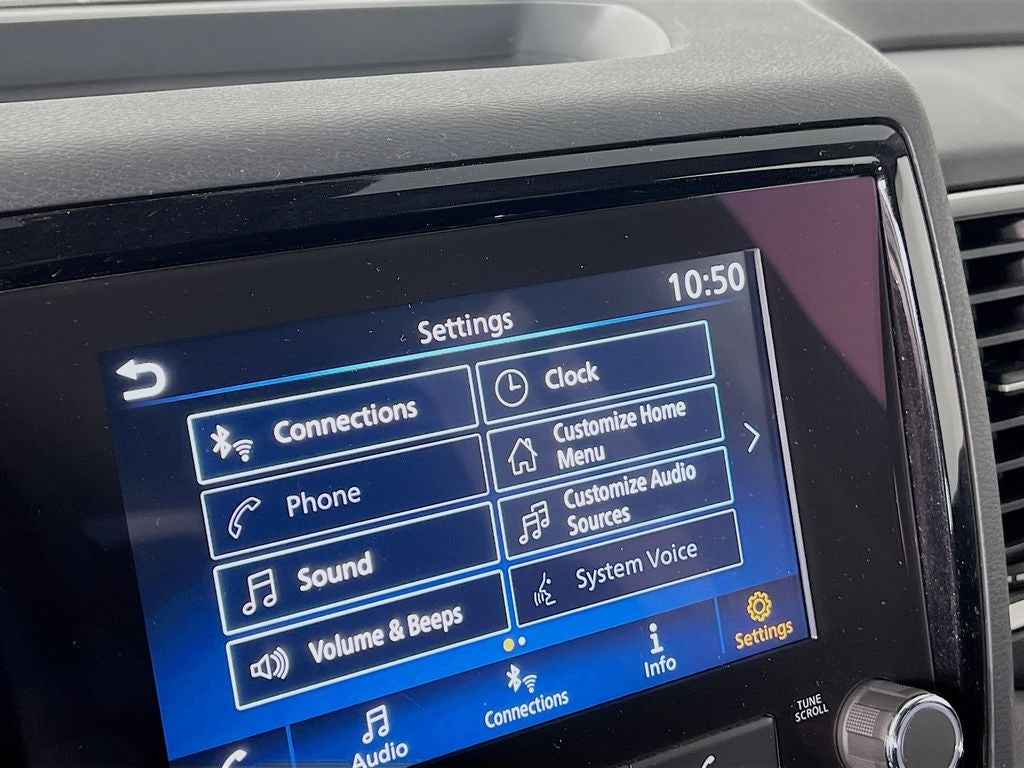 10:50
Settings
Connections
Clock
Phone
Customize Home
Menu
Sound
Customize Audio
Sources
Volume & Beeps
System Voice
Audio
Connections
Info
Settings
TUNE
SCROLL